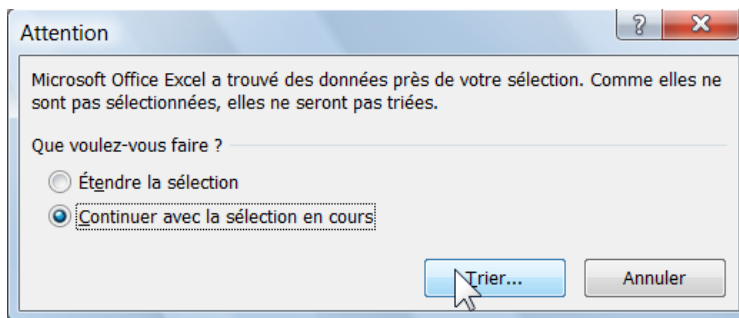 Attention
Microsoft Office Excel a trouvé des données près de votre sélection. Comme elles ne
sont pas sélectionnées, elles ne seront pas triées.
Que voulez-vous faire ?
Étendre la sélection
Continuer avec la sélection en cours
Trier...
Annuler